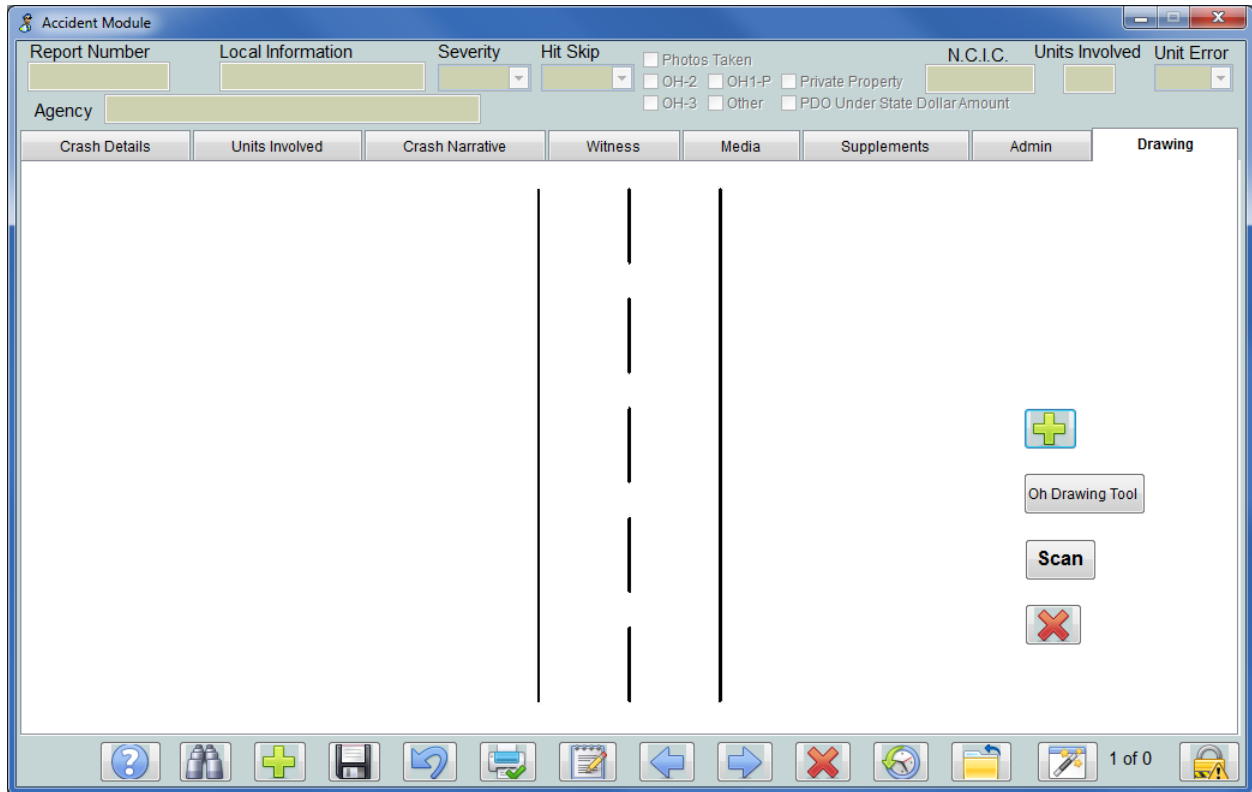 Accident Module
Report Number Local Information Severity Hit Skip N.C.I.C. Units Involved Unit Error
Photos Taken
OH-2 OH1-P Private Property
OH-3 Other PDO Under State Dollar Amount
Agency
Crash Details Units Involved Crash Narrative Witness Media Supplements Admin Drawing
Oh Drawing Tool
Scan
1 of 0